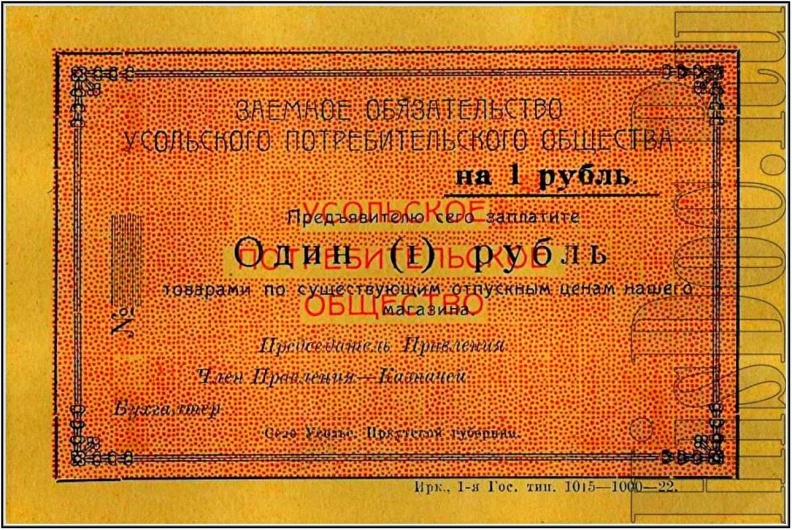 ЗАЕМНОЕ ОБЯЗАТЕЛЬСТВО
УСОЛЬСКОГО ПОТРЕБИТЕЛЬСКОГО ОБЩЕСТВА
на 1 рубль.
УСОЛЬСКОЕ
Предъявителю сего заплатите
Один (1) рубль
ПОТРЕБИТЕЛЬСКОЕ
товарами по существующим отпускным ценам нашего
ОБЩЕСТВО
магазина.
№
Председатель Правления
Член Правления—Казначей
Бухгалтер
Село Усолье, Иркутской губернии.
Ирк., 1-я Гос. тип. 1015—1000—22.